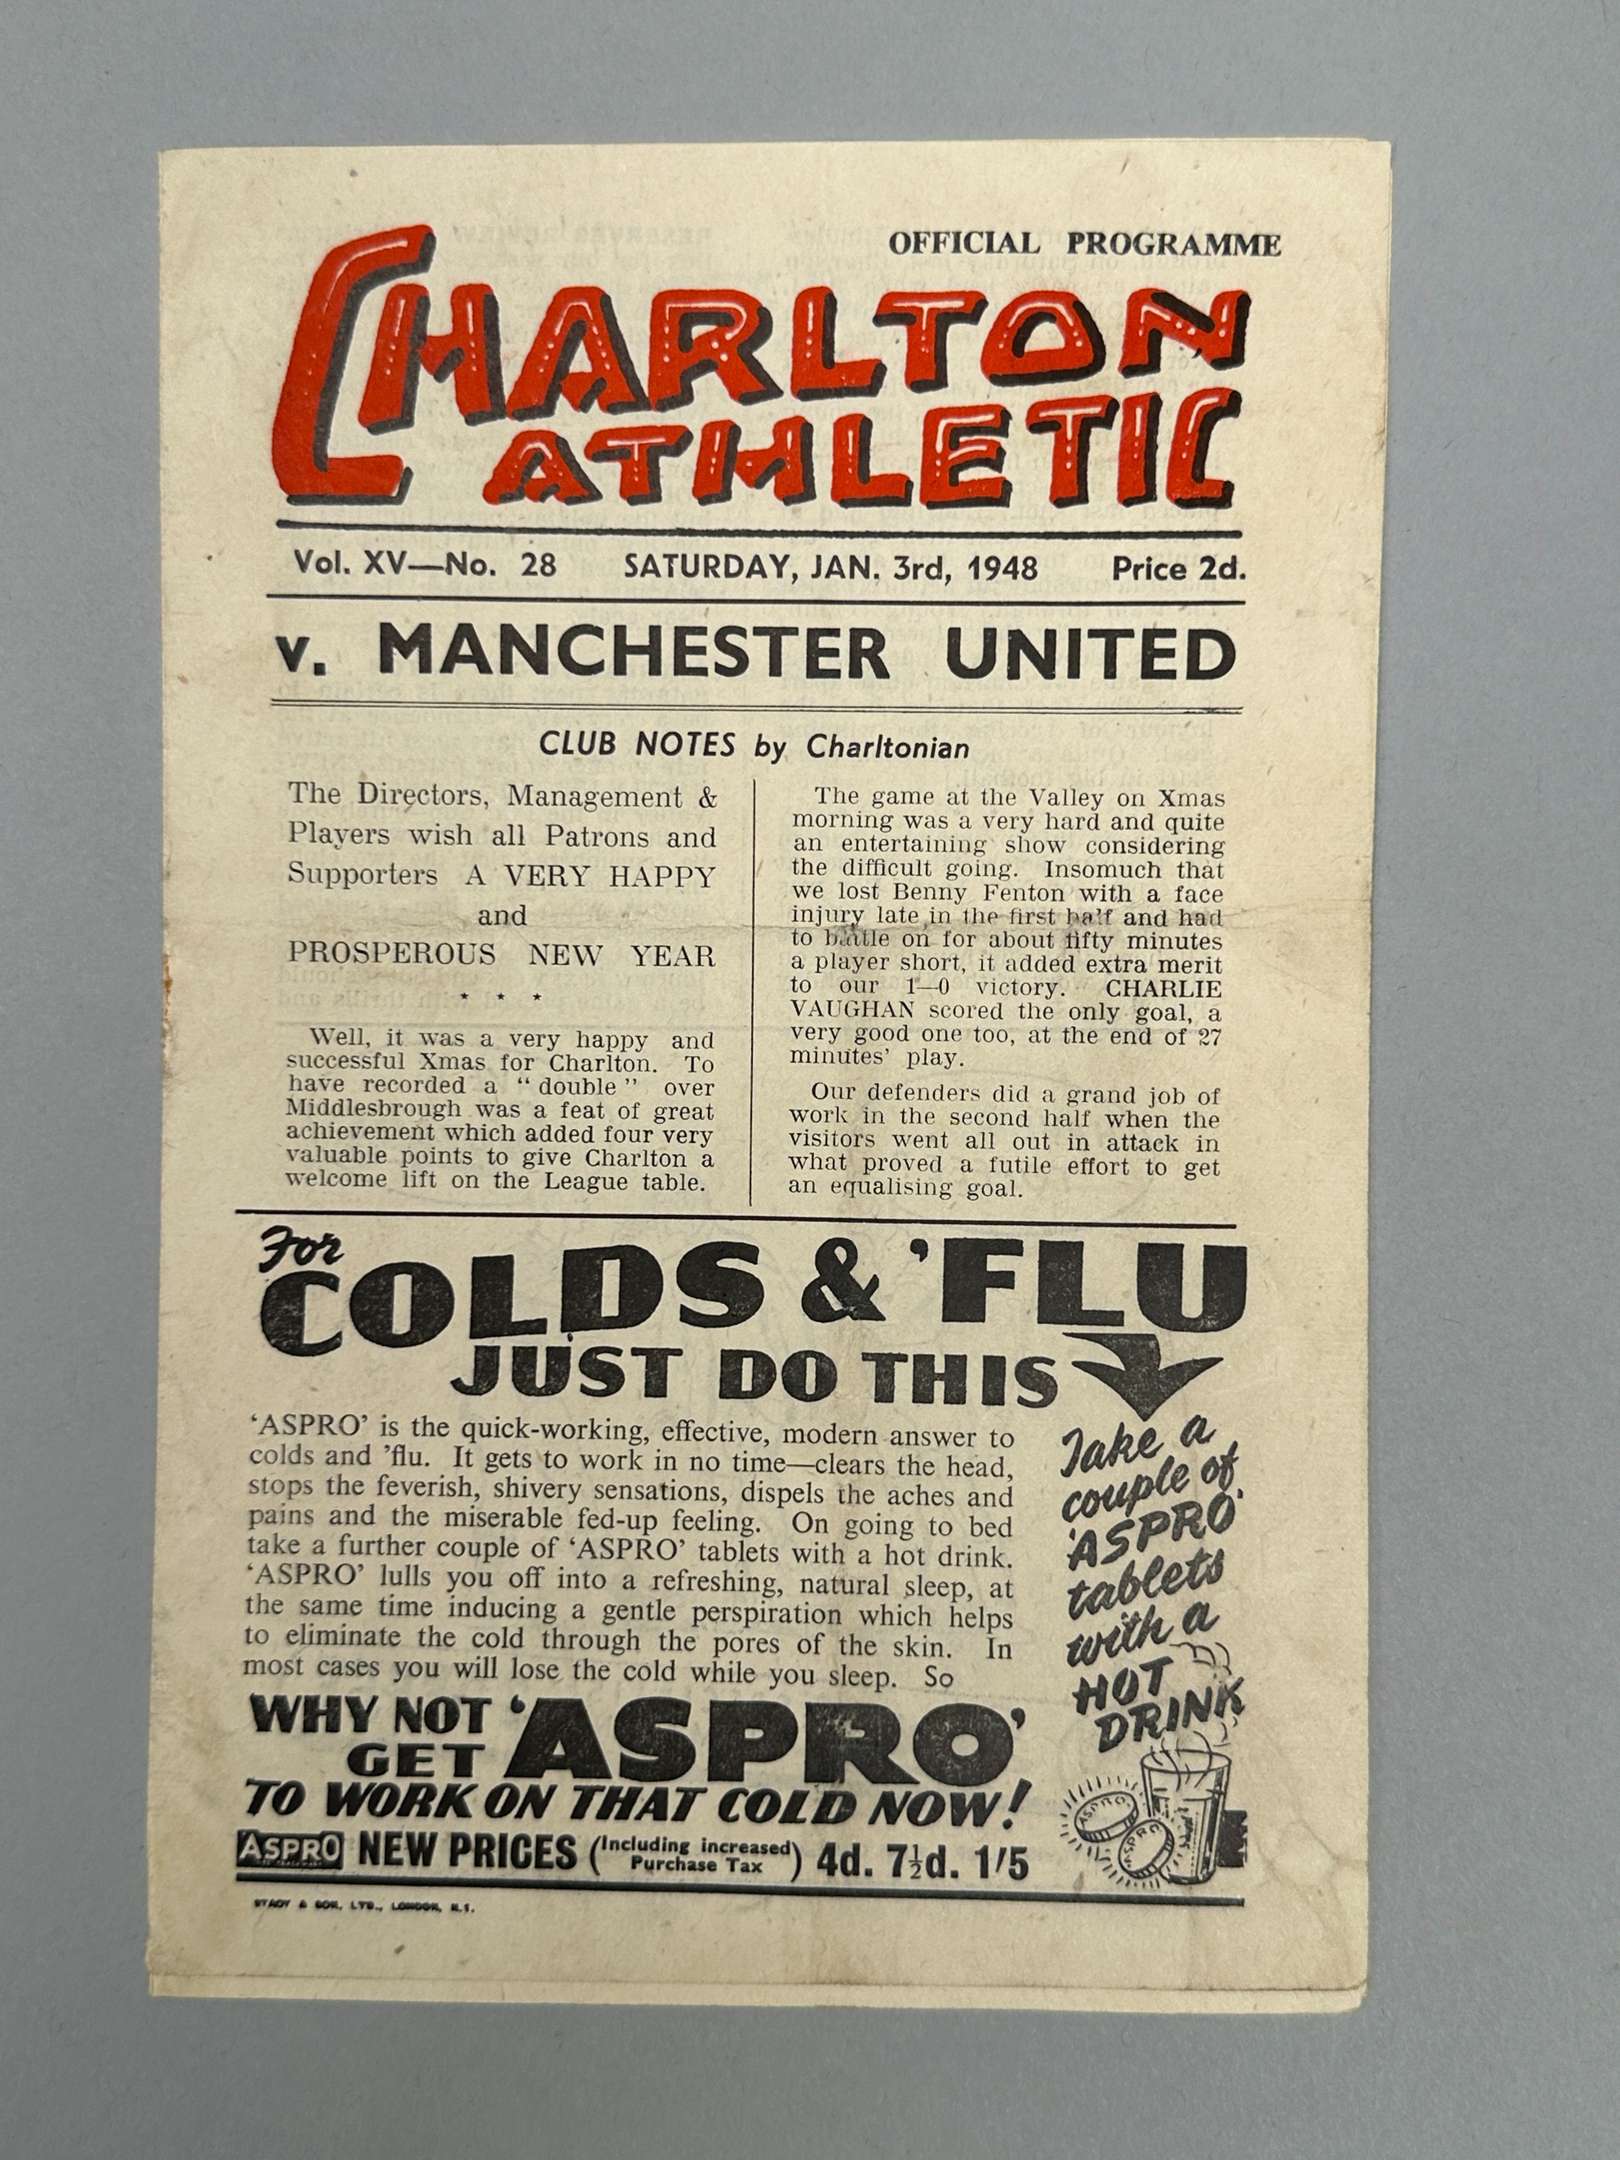 OFFICIAL PROGRAMME
CHARLTON
ATHLETIC
Vol. XV—No. 28 SATURDAY, JAN. 3rd, 1948 Price 2d.
v. MANCHESTER UNITED
CLUB NOTES by Charltonian
The Directors, Management &
Players wish all Patrons and
Supporters A VERY HAPPY
and
PROSPEROUS NEW YEAR
* * *
Well, it was a very happy and
successful Xmas for Charlton. To
have recorded a "double" over
Middlesbrough was a feat of great
achievement which added four very
valuable points to give Charlton a
welcome lift on the League table.
The game at the Valley on Xmas
morning was a very hard and quite
an entertaining show considering
the difficult going. Insomuch that
we lost Benny Fenton with a face
injury late in the first half and had
to battle on for about fifty minutes
a player short, it added extra merit
to our 1—0 victory. CHARLIE
VAUGHAN scored the only goal, a
very good one too, at the end of 27
minutes' play.
Our defenders did a grand job of
work in the second half when the
visitors went all out in attack in
what proved a futile effort to get
an equalising goal.
For
COLDS & 'FLU
JUST DO THIS
'ASPRO' is the quick-working, effective, modern answer to
colds and 'flu. It gets to work in no time—clears the head,
stops the feverish, shivery sensations, dispels the aches and
pains and the miserable fed-up feeling. On going to bed
take a further couple of 'ASPRO' tablets with a hot drink.
'ASPRO' lulls you off into a refreshing, natural sleep, at
the same time inducing a gentle perspiration which helps
to eliminate the cold through the pores of the skin. In
most cases you will lose the cold while you sleep. So
Take a
couple of
'ASPRO'
tablets
with a
HOT
DRINK
WHY NOT 'ASPRO'
GET
TO WORK ON THAT COLD NOW!
ASPRO NEW PRICES (Including increased Purchase Tax) 4d. 7½d. 1/5
ASPRO
ASPRO
STADY & SON, LTD., LONDON, N.1.